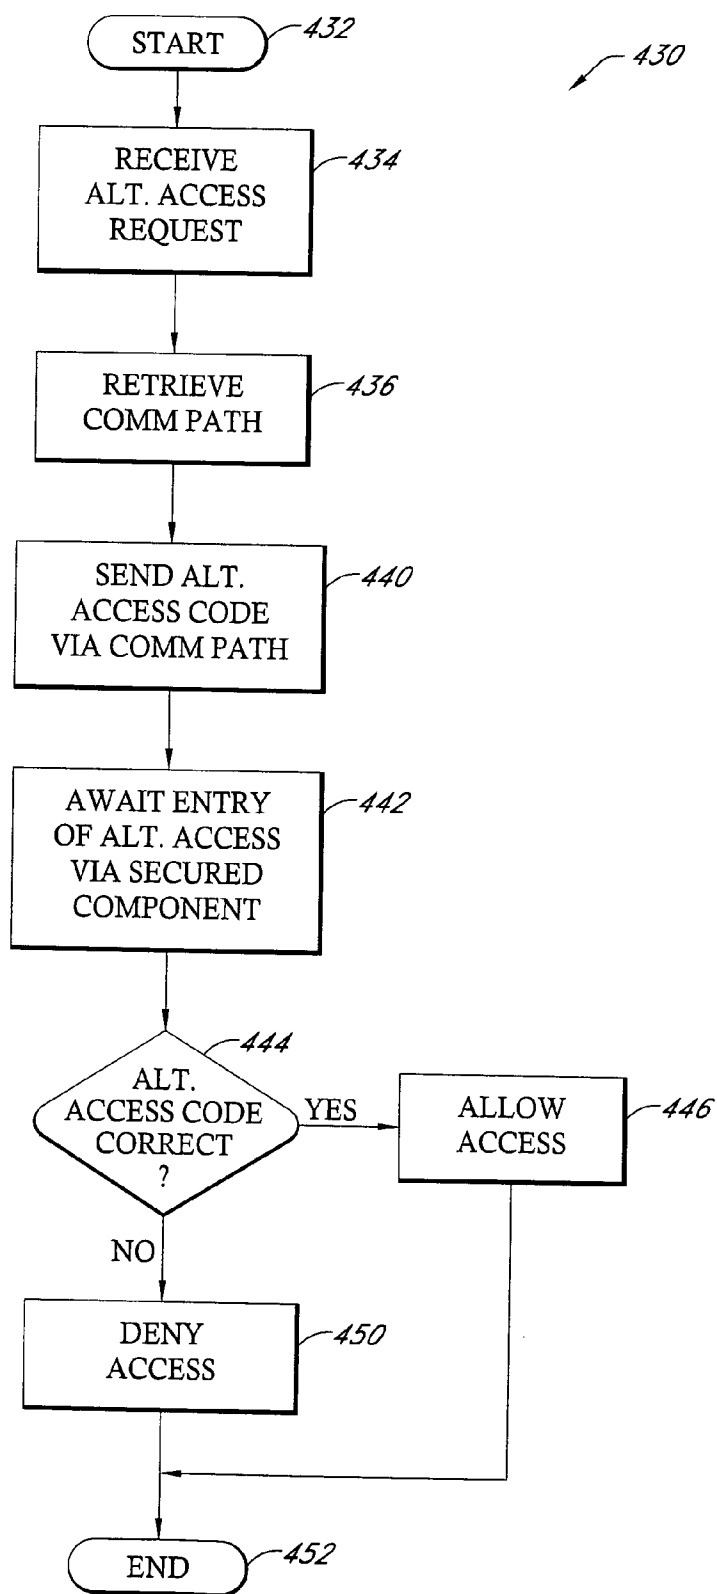 START
432
430
RECEIVE
ALT. ACCESS
REQUEST
434
RETRIEVE
COMM PATH
436
SEND ALT.
ACCESS CODE
VIA COMM PATH
440
AWAIT ENTRY
OF ALT. ACCESS
VIA SECURED
COMPONENT
442
444
ALT.
ACCESS CODE
CORRECT
?
YES
ALLOW
ACCESS
446
NO
DENY
ACCESS
450
END
452